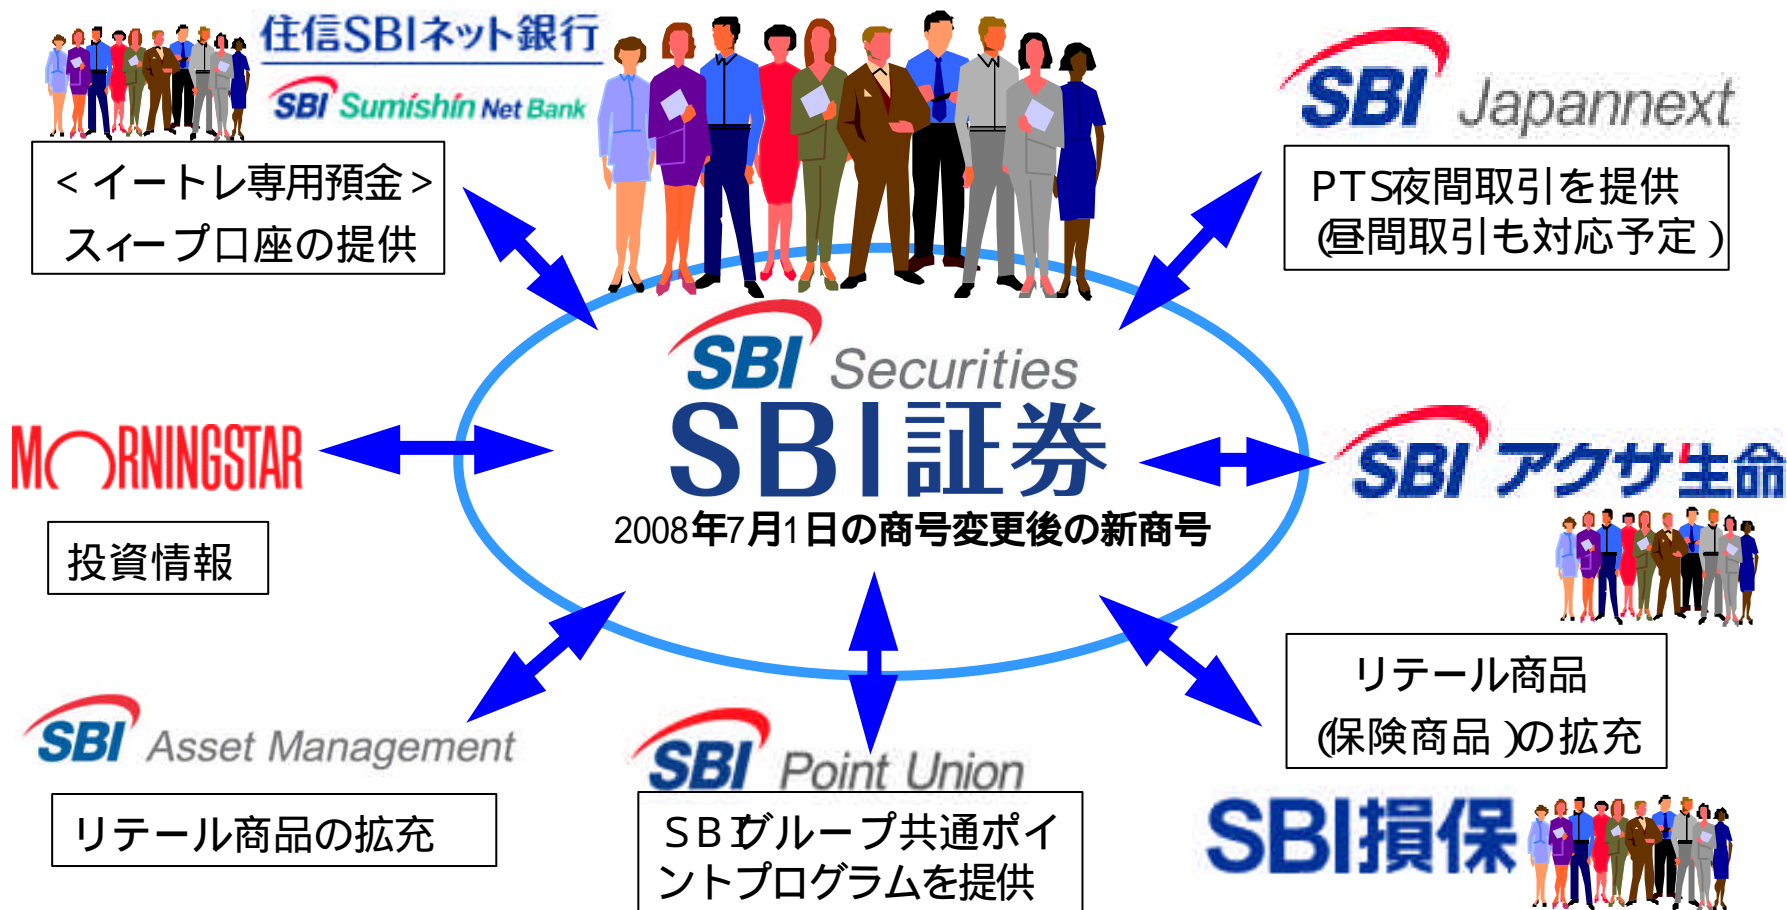 住信SBIネット銀行
SBI Sumishin Net Bank
<イートレ専用預金>
スィープ口座の提供
SBI Japannext
PTS夜間取引を提供
(昼間取引も対応予定)
SBI Securities
SBI証券
2008年7月1日の商号変更後の新商号
MORNINGSTAR
投資情報
SBI アクサ生命
リテール商品
(保険商品)の拡充
SBI損保
SBI Asset Management
リテール商品の拡充
SBI Point Union
SBIグループ共通ポイ
ントプログラムを提供